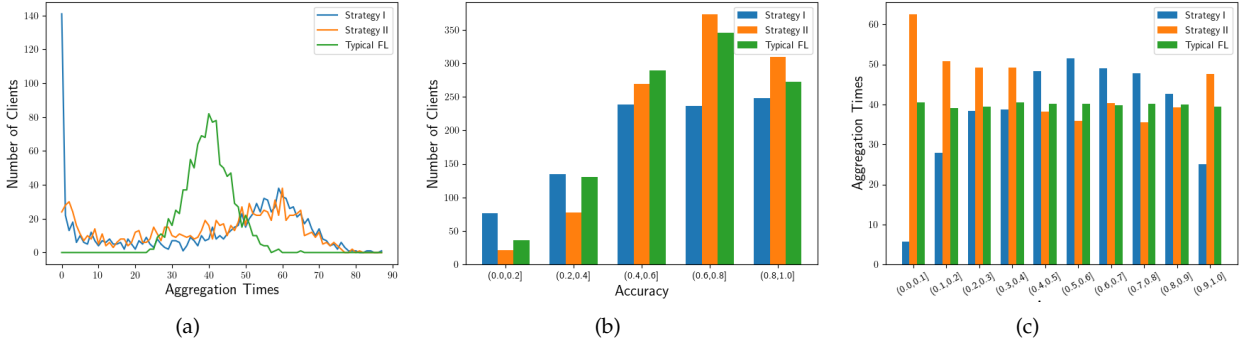 140
120
100
80
60
40
20
0
Number of Clients
0 10 20 30 40 50 60 70 80 90
Aggregation Times
Strategy I
Strategy II
Typical FL
(a)
350
300
250
200
150
100
50
0
Number of Clients
(0.0,0.2] (0.2,0.4] (0.4,0.6] (0.6,0.8] (0.8,1.0]
Accuracy
Strategy I
Strategy II
Typical FL
(b)
60
50
40
30
20
10
0
Aggregation Times
(0.0,0.1] (0.1,0.2] (0.2,0.3] (0.3,0.4] (0.4,0.5] (0.5,0.6] (0.6,0.7] (0.7,0.8] (0.8,0.9] (0.9,1.0]
Strategy I
Strategy II
Typical FL
(c)